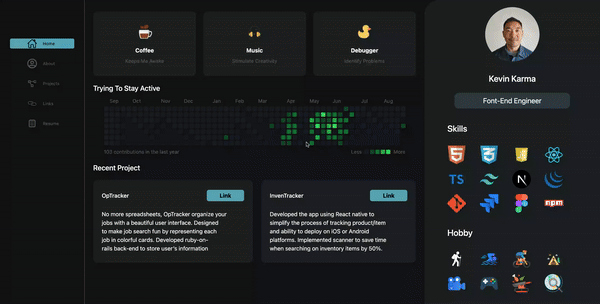 Home
About
Projects
Links
Resume
Coffee
Keeps Me Awake
Music
Stimulate Creativity
Debugger
Identify Problems
Trying To Stay Active
Sep Oct Nov Dec Jan Feb Mar Apr May Jun Jul Aug
103 contributions in the last year
Less More
Recent Project
OpTracker
Link
No more spreadsheets, OpTracker organize your
jobs with a beautiful user interface. Designed
to make job search fun by representing each
job in colorful cards. Developed ruby-on-
rails back-end to store user's information
InvenTracker
Link
Developed the app using React native to
simplify the process of tracking product/item
and ability to deploy on iOS or Android
platforms. Implemented scanner to save time
when searching on inventory items by 50%.
Kevin Karma
Font-End Engineer
Skills
5
3
TS
N
npm
Hobby